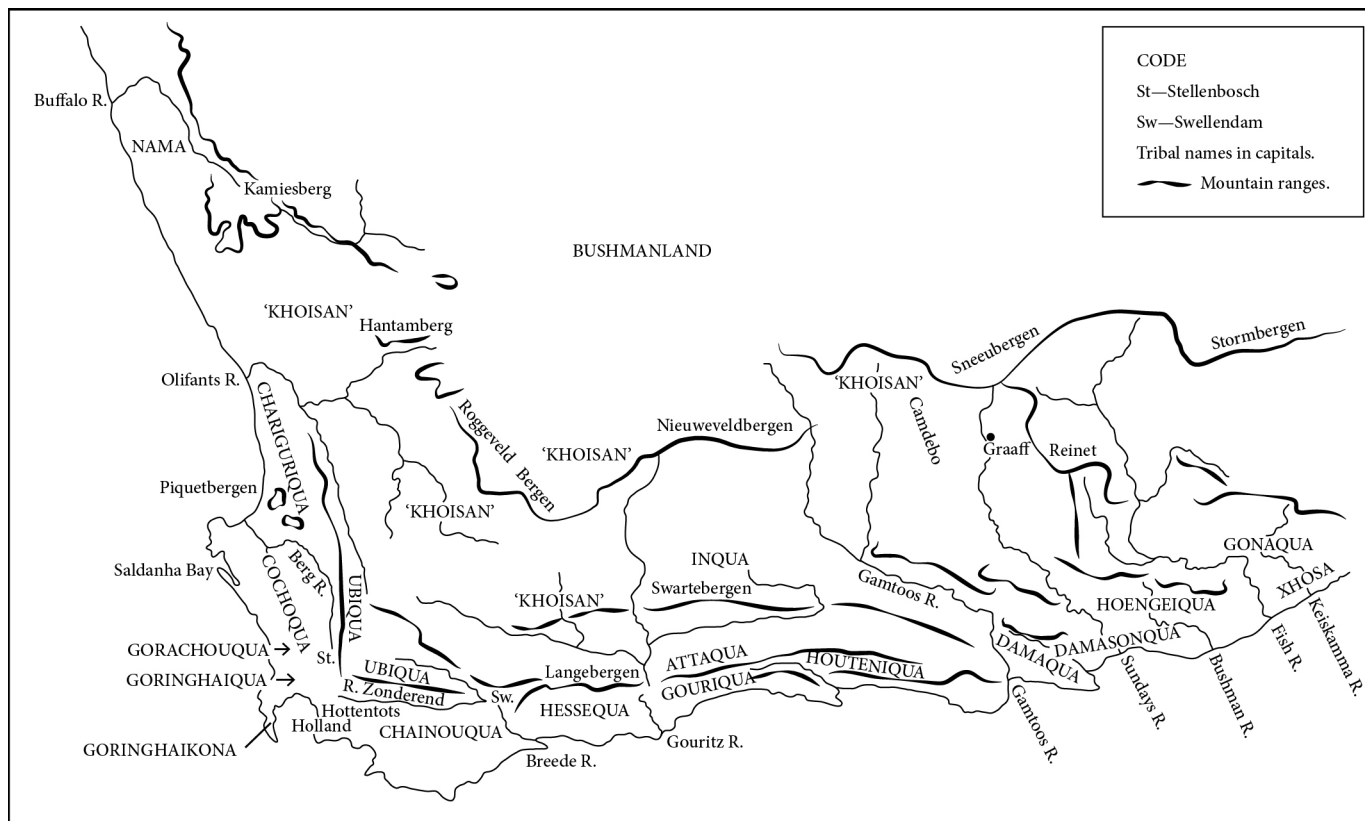 CODE
St—Stellenbosch
Sw—Swellendam
Tribal names in capitals.
Mountain ranges.
Buffalo R.
NAMA
Kamiesberg
BUSHMANLAND
‘KHOISAN’
Hantamberg
Sneeubergen
Stormbergen
Olifants R.
CHARIGURIQUA
‘KHOISAN’
Camdebo
Roggeveld Bergen
Nieuweveldbergen
‘KHOISAN’
Graaff Reinet
Piquetbergen
‘KHOISAN’
GONAQUA
Saldanha Bay
COCHOQUA
Berg R.
UBIQUA
INQUA
Swartebergen
‘KHOISAN’
Gamtoos R.
HOENGEIQUA
XHOSA
Keiskamma R.
Fish R.
GORACHOUQUA
St.
UBIQUA
Langebergen
ATTAQUA
HOUTENIQUA
DAMAQUA
DAMASONQUA
GORINGHAIQUA
R. Zonderend
Sw.
GOURIQUA
HESSEQUA
Hottentots
Holland
CHAINOUQUA
GORINGHAIKONA
Breede R.
Gouritz R.
Gamtoos R.
Sundays R.
Bushman R.